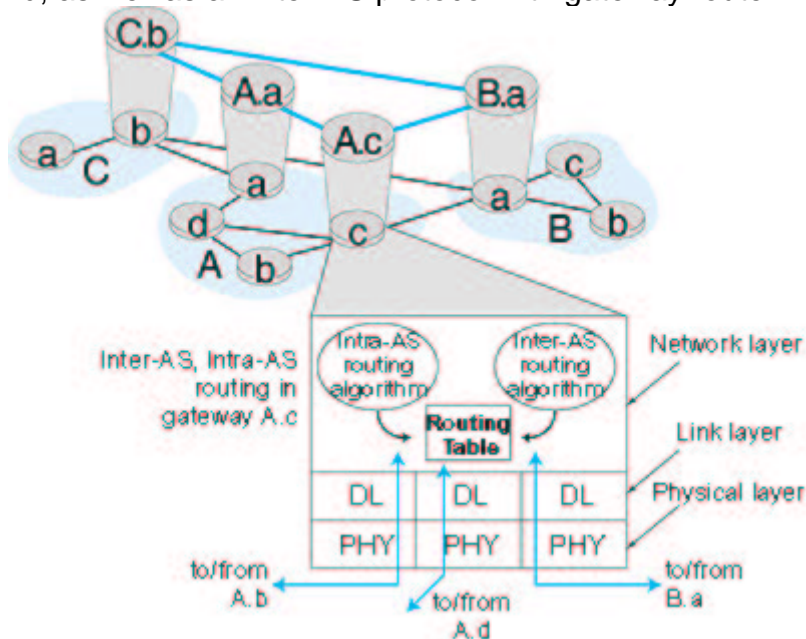 C.b
A.a
B.a
A.c
a
b
C
a
a
c
b
B
d
A
b
c
Inter-AS, Intra-AS
routing in
gateway A.c
Intra-AS
routing
algorithm
Inter-AS
routing
algorithm
Routing
Table
Network layer
Link layer
Physical layer
DL DL DL
PHY PHY PHY
to/from
A.b
to/from
A.d
to/from
B.a